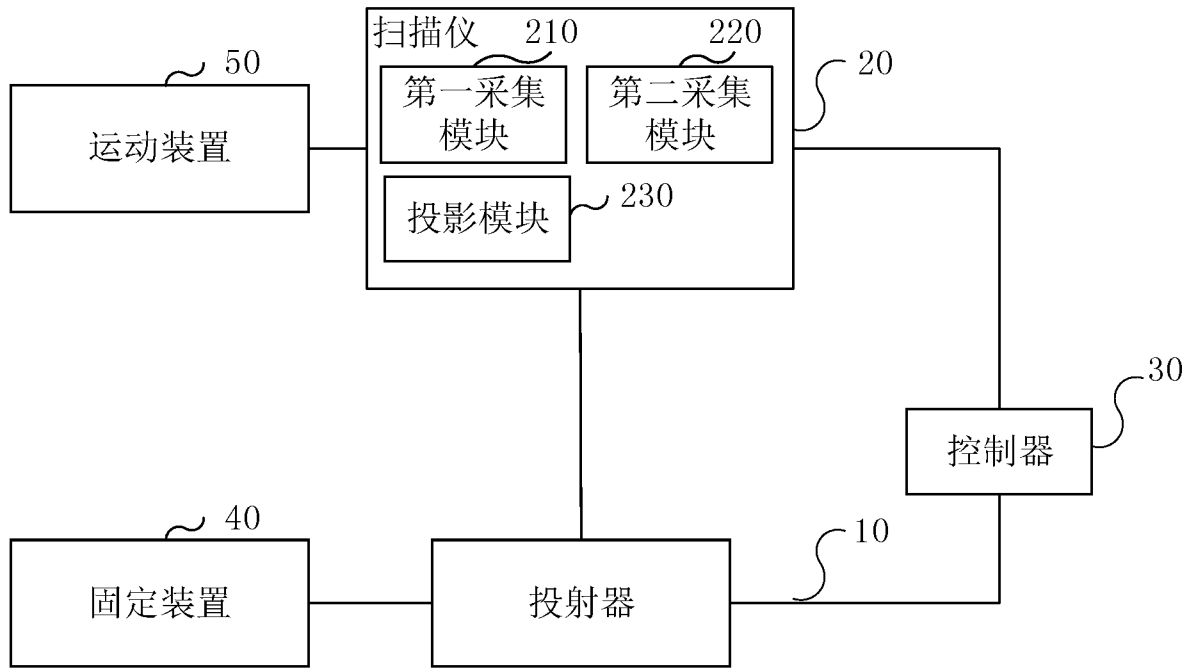 扫描仪
210
220
50
20
第一采集
模块
第二采集
模块
运动装置
230
投影模块
30
控制器
40
10
固定装置
投射器